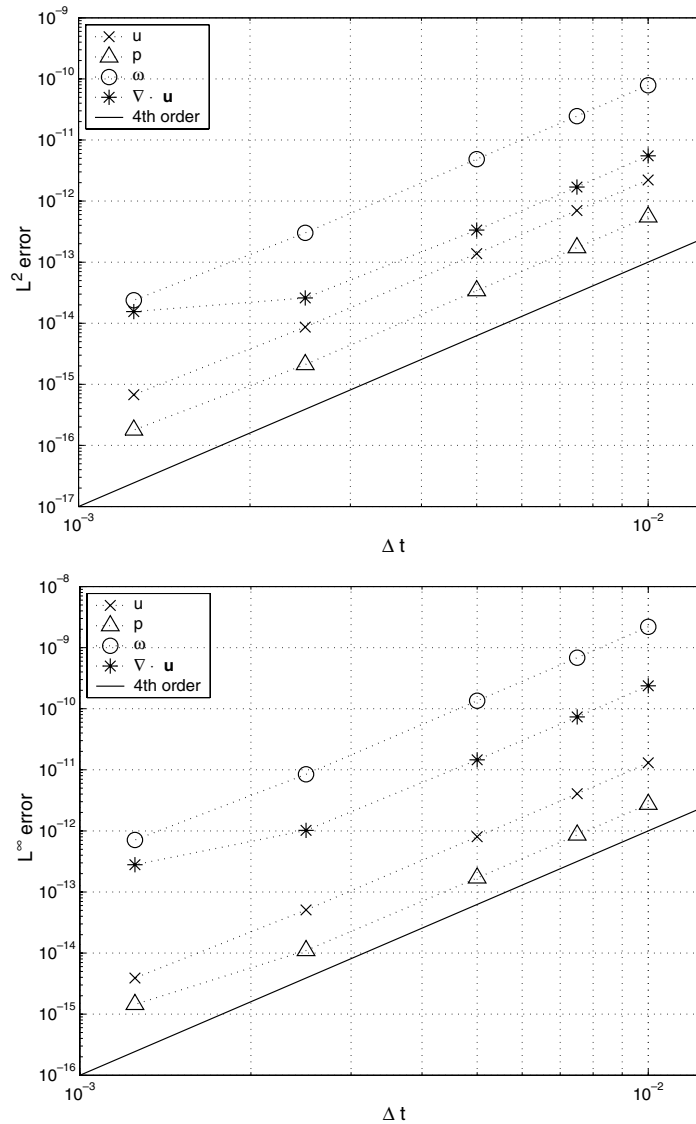 10⁻⁹
u
p
ω
∇ · u
4th order
10⁻¹⁰
10⁻¹¹
10⁻¹²
10⁻¹³
10⁻¹⁴
10⁻¹⁵
10⁻¹⁶
10⁻¹⁷
L² error
10⁻³
10⁻²
Δ t
10⁻⁸
u
p
ω
∇ · u
4th order
10⁻⁹
10⁻¹⁰
10⁻¹¹
10⁻¹²
10⁻¹³
10⁻¹⁴
10⁻¹⁵
10⁻¹⁶
L∞ error
10⁻³
10⁻²
Δ t